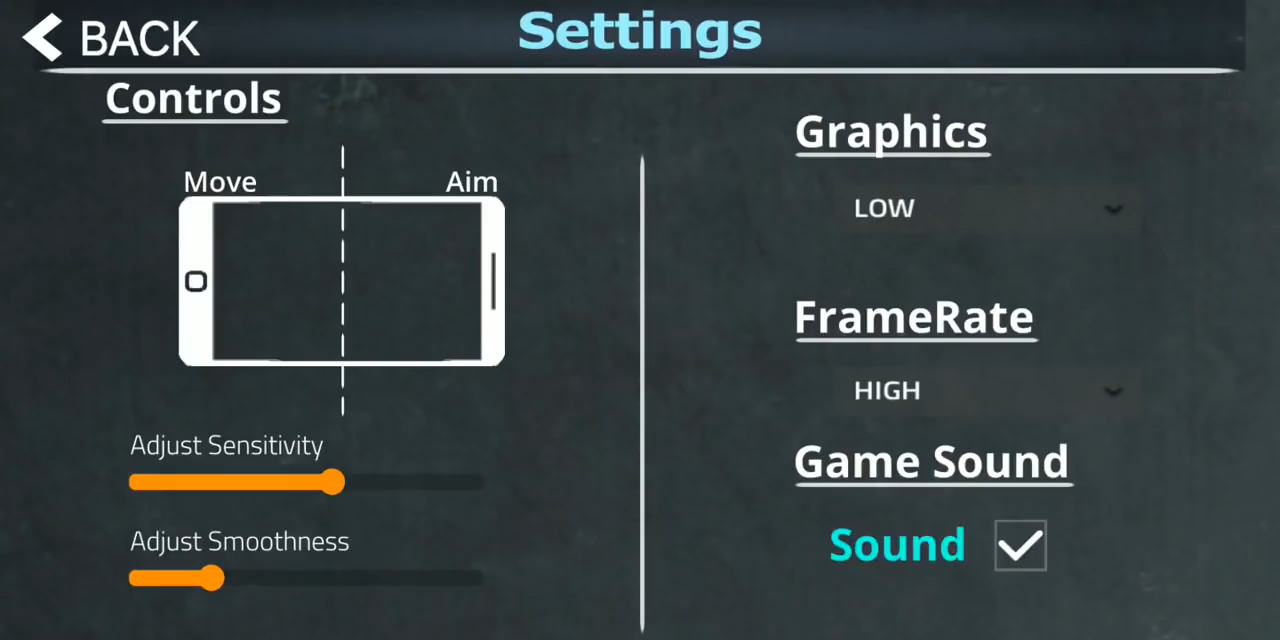 BACK
Settings
Controls
Move
Aim
Adjust Sensitivity
Adjust Smoothness
Graphics
LOW
FrameRate
HIGH
Game Sound
Sound